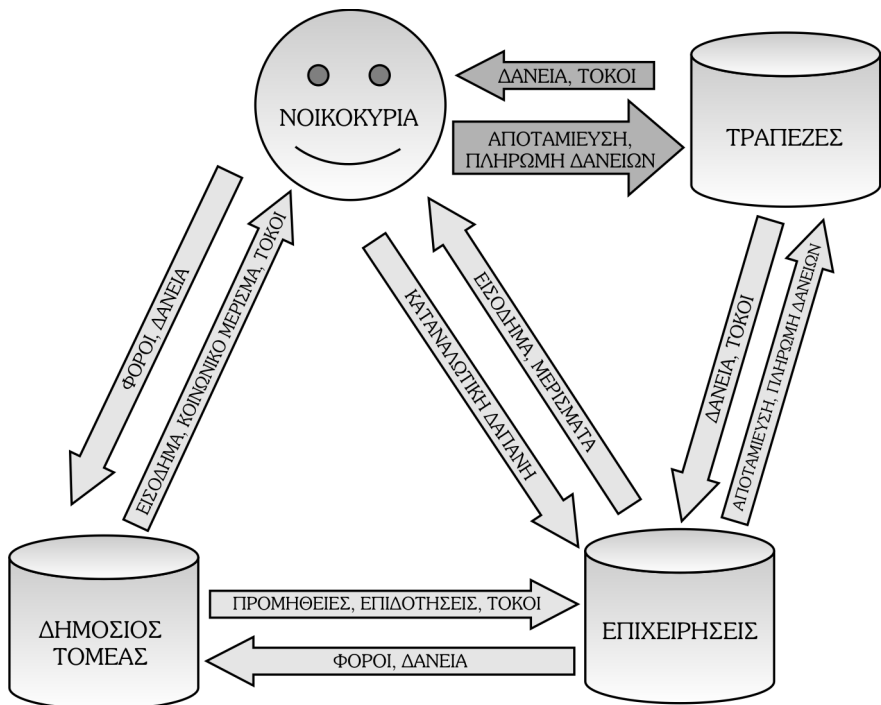 ΝΟΙΚΟΚΥΡΙΑ
ΔΑΝΕΙΑ, ΤΟΚΟΙ
ΑΠΟΤΑΜΙΕΥΣΗ,
ΠΛΗΡΩΜΗ ΔΑΝΕΙΩΝ
ΤΡΑΠΕΖΕΣ
ΦΟΡΟΙ, ΔΑΝΕΙΑ
ΕΙΣΟΔΗΜΑ, ΚΟΙΝΩΝΙΚΟ ΜΕΡΙΣΜΑ, ΤΟΚΟΙ
ΚΑΤΑΝΑΛΩΤΙΚΗ ΔΑΠΑΝΗ
ΕΙΣΟΔΗΜΑ, ΜΕΡΙΣΜΑΤΑ
ΔΑΝΕΙΑ, ΤΟΚΟΙ
ΑΠΟΤΑΜΙΕΥΣΗ, ΠΛΗΡΩΜΗ ΔΑΝΕΙΩΝ
ΔΗΜΟΣΙΟΣ
ΤΟΜΕΑΣ
ΠΡΟΜΗΘΕΙΕΣ, ΕΠΙΔΟΤΗΣΕΙΣ, ΤΟΚΟΙ
ΦΟΡΟΙ, ΔΑΝΕΙΑ
ΕΠΙΧΕΙΡΗΣΕΙΣ